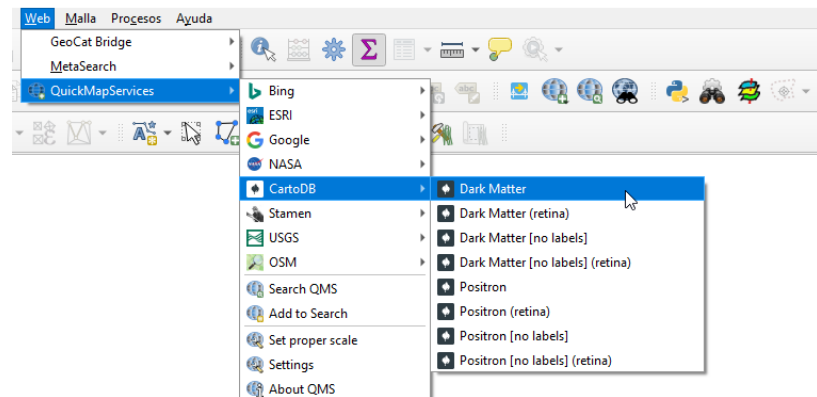 Web Malla Procesos Ayuda
GeoCat Bridge
MetaSearch
QuickMapServices
Bing
ESRI
Google
NASA
CartoDB
Stamen
USGS
OSM
Search QMS
Add to Search
Set proper scale
Settings
About QMS
Dark Matter
Dark Matter (retina)
Dark Matter [no labels]
Dark Matter [no labels] (retina)
Positron
Positron (retina)
Positron [no labels]
Positron [no labels] (retina)